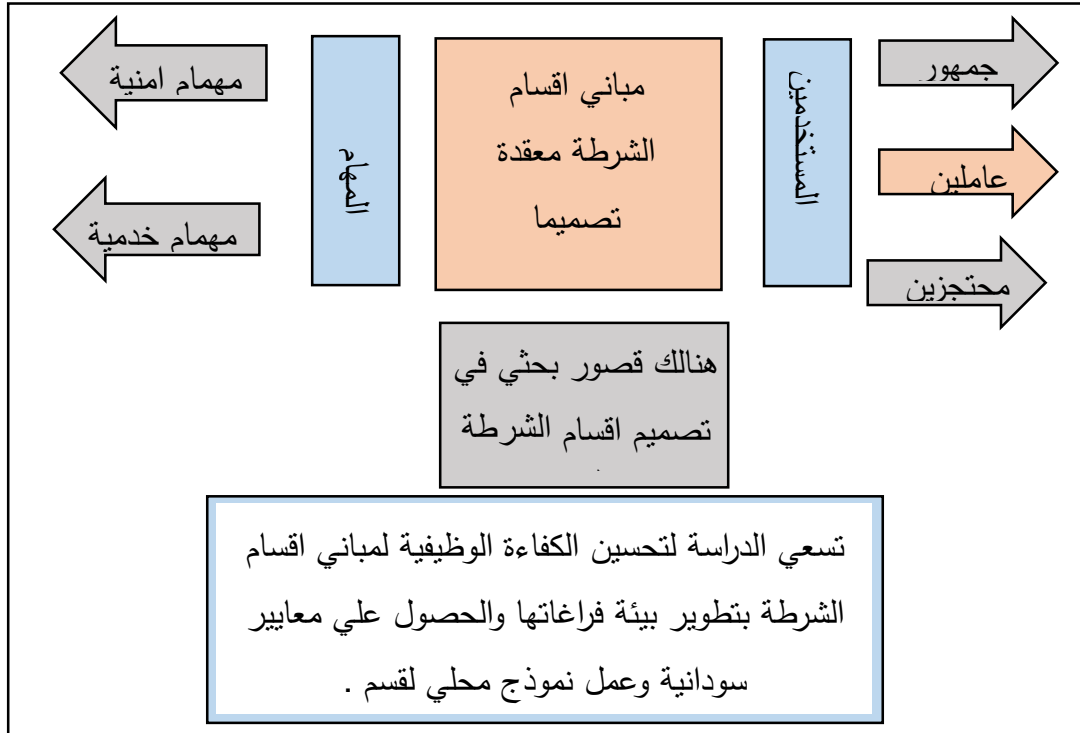 جمهور
عاملين
محتجزين
المستخدمين
مباني اقسام
الشرطة معقدة
تصميما
المهام
مهمام امنية
مهمام خدمية
هنالك قصور بحثي في
تصميم اقسام الشرطة
.
تسعي الدراسة لتحسين الكفاءة الوظيفية لمباني اقسام
الشرطة بتطوير بيئة فراغاتها والحصول علي معايير
سودانية وعمل نموذج محلي لقسم .